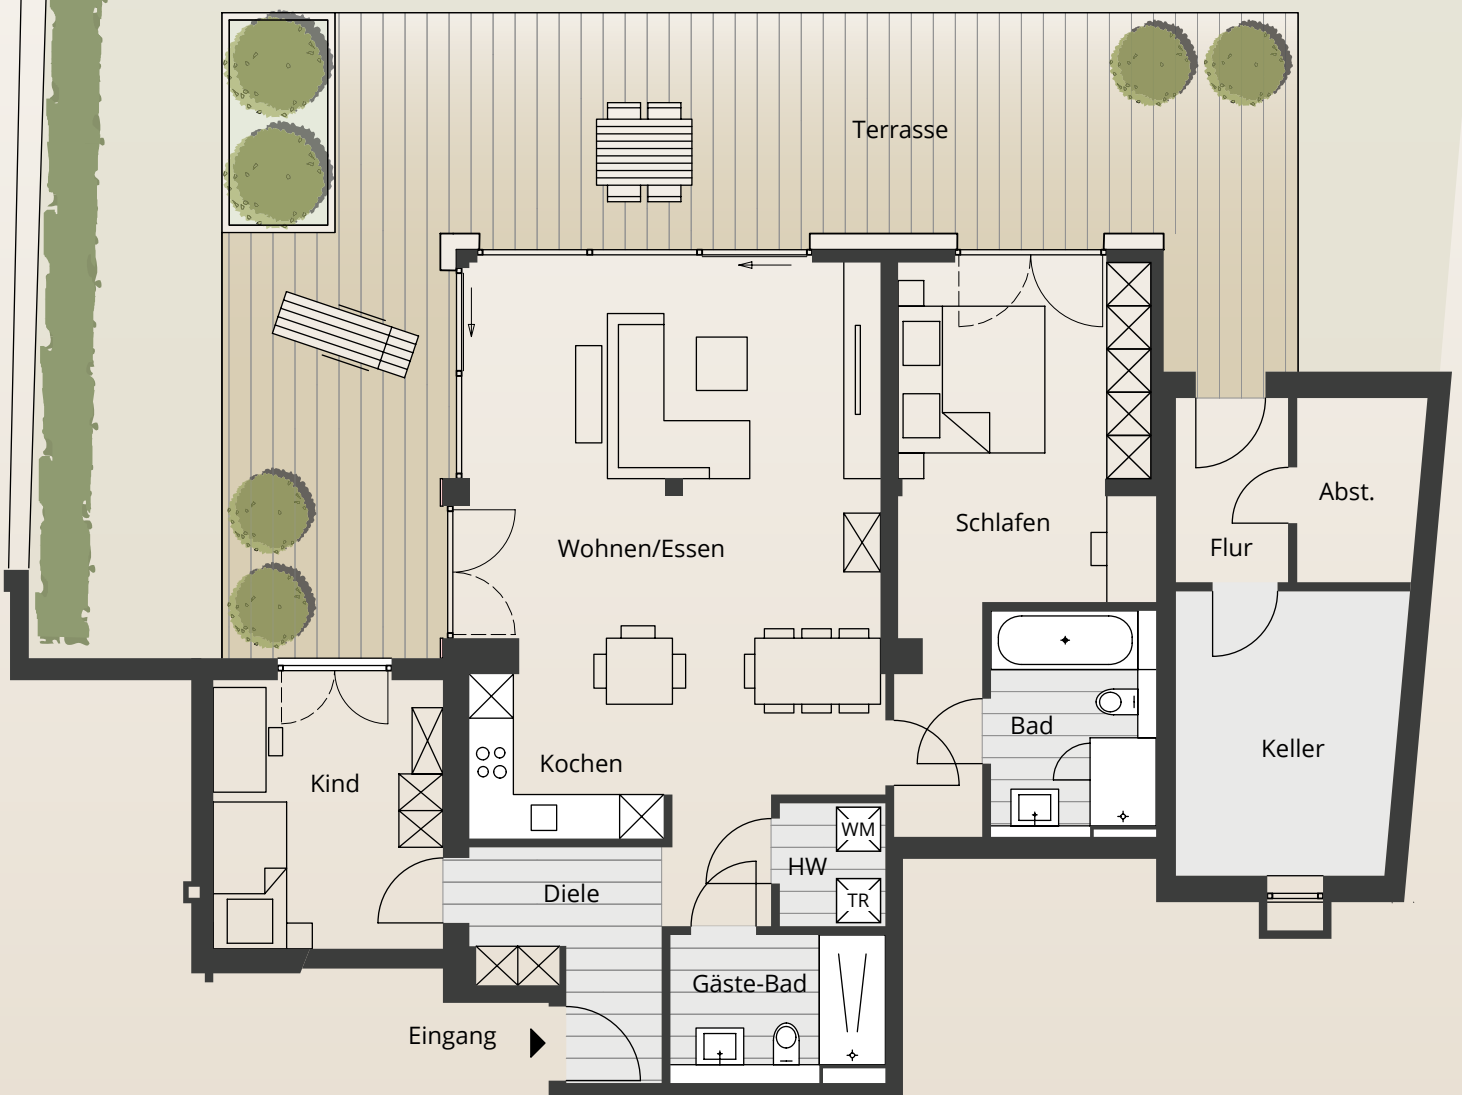 Terrasse
Abst.
Schlafen
Flur
Wohnen/Essen
Bad
Keller
Kochen
Kind
WM
HW
Diele
TR
Gäste-Bad
Eingang